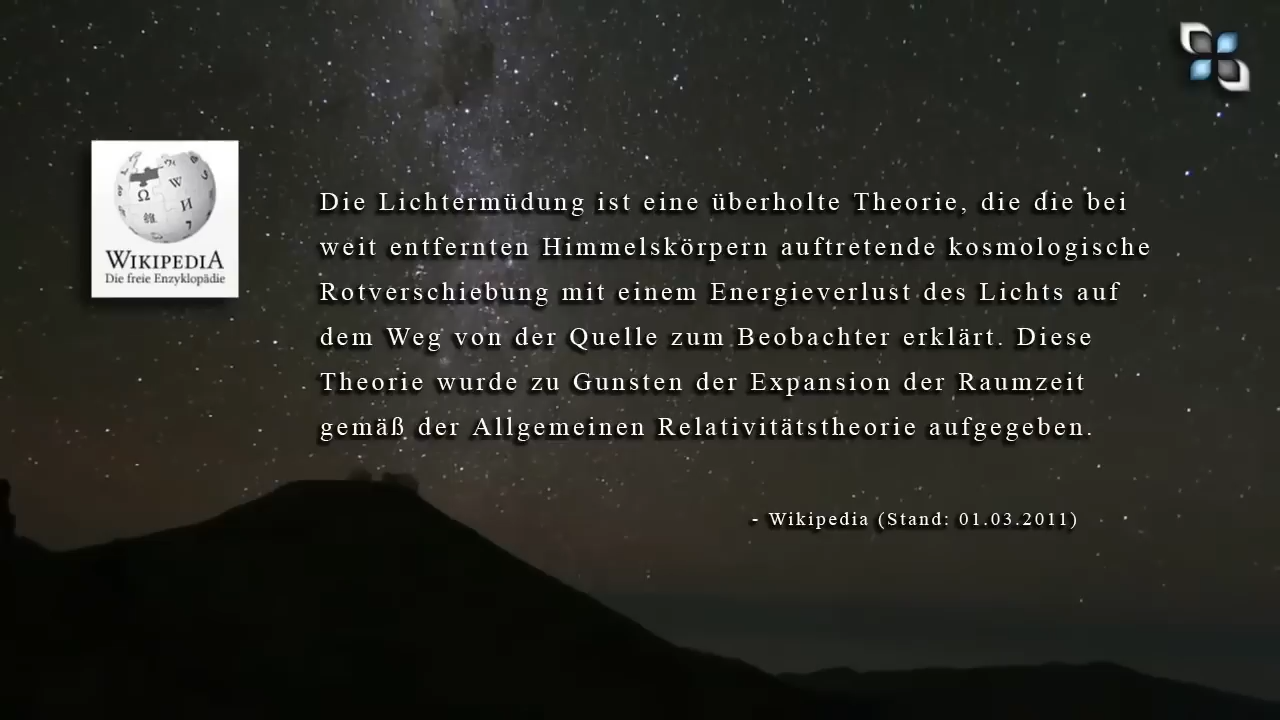 WIKIPEDIA
Die freie Enzyklopädie
Die Lichtermüdung ist eine überholte Theorie, die die bei
weit entfernten Himmelskörpern auftretende kosmologische
Rotverschiebung mit einem Energieverlust des Lichts auf
dem Weg von der Quelle zum Beobachter erklärt. Diese
Theorie wurde zu Gunsten der Expansion der Raumzeit
gemäß der Allgemeinen Relativitätstheorie aufgegeben.
- Wikipedia (Stand: 01.03.2011)